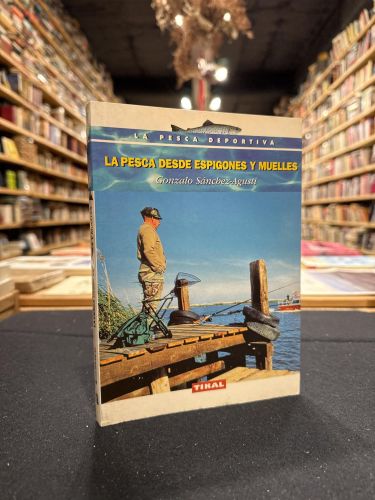 LA PESCA DEPORTIVA
LA PESCA DESDE ESPIGONES Y MUELLES
Gonzalo Sánchez-Agustí
TIKAL